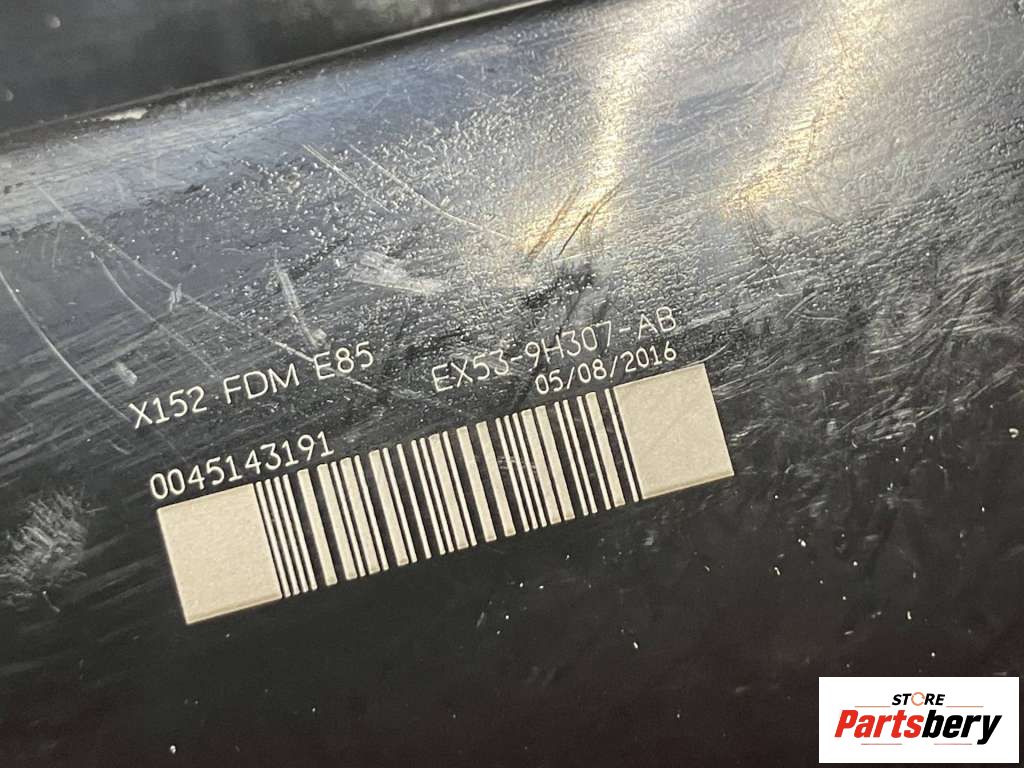 X152 FDM E85 EX53-9H307-AB
05/08/2016
0045143191
STORE
Partsbery